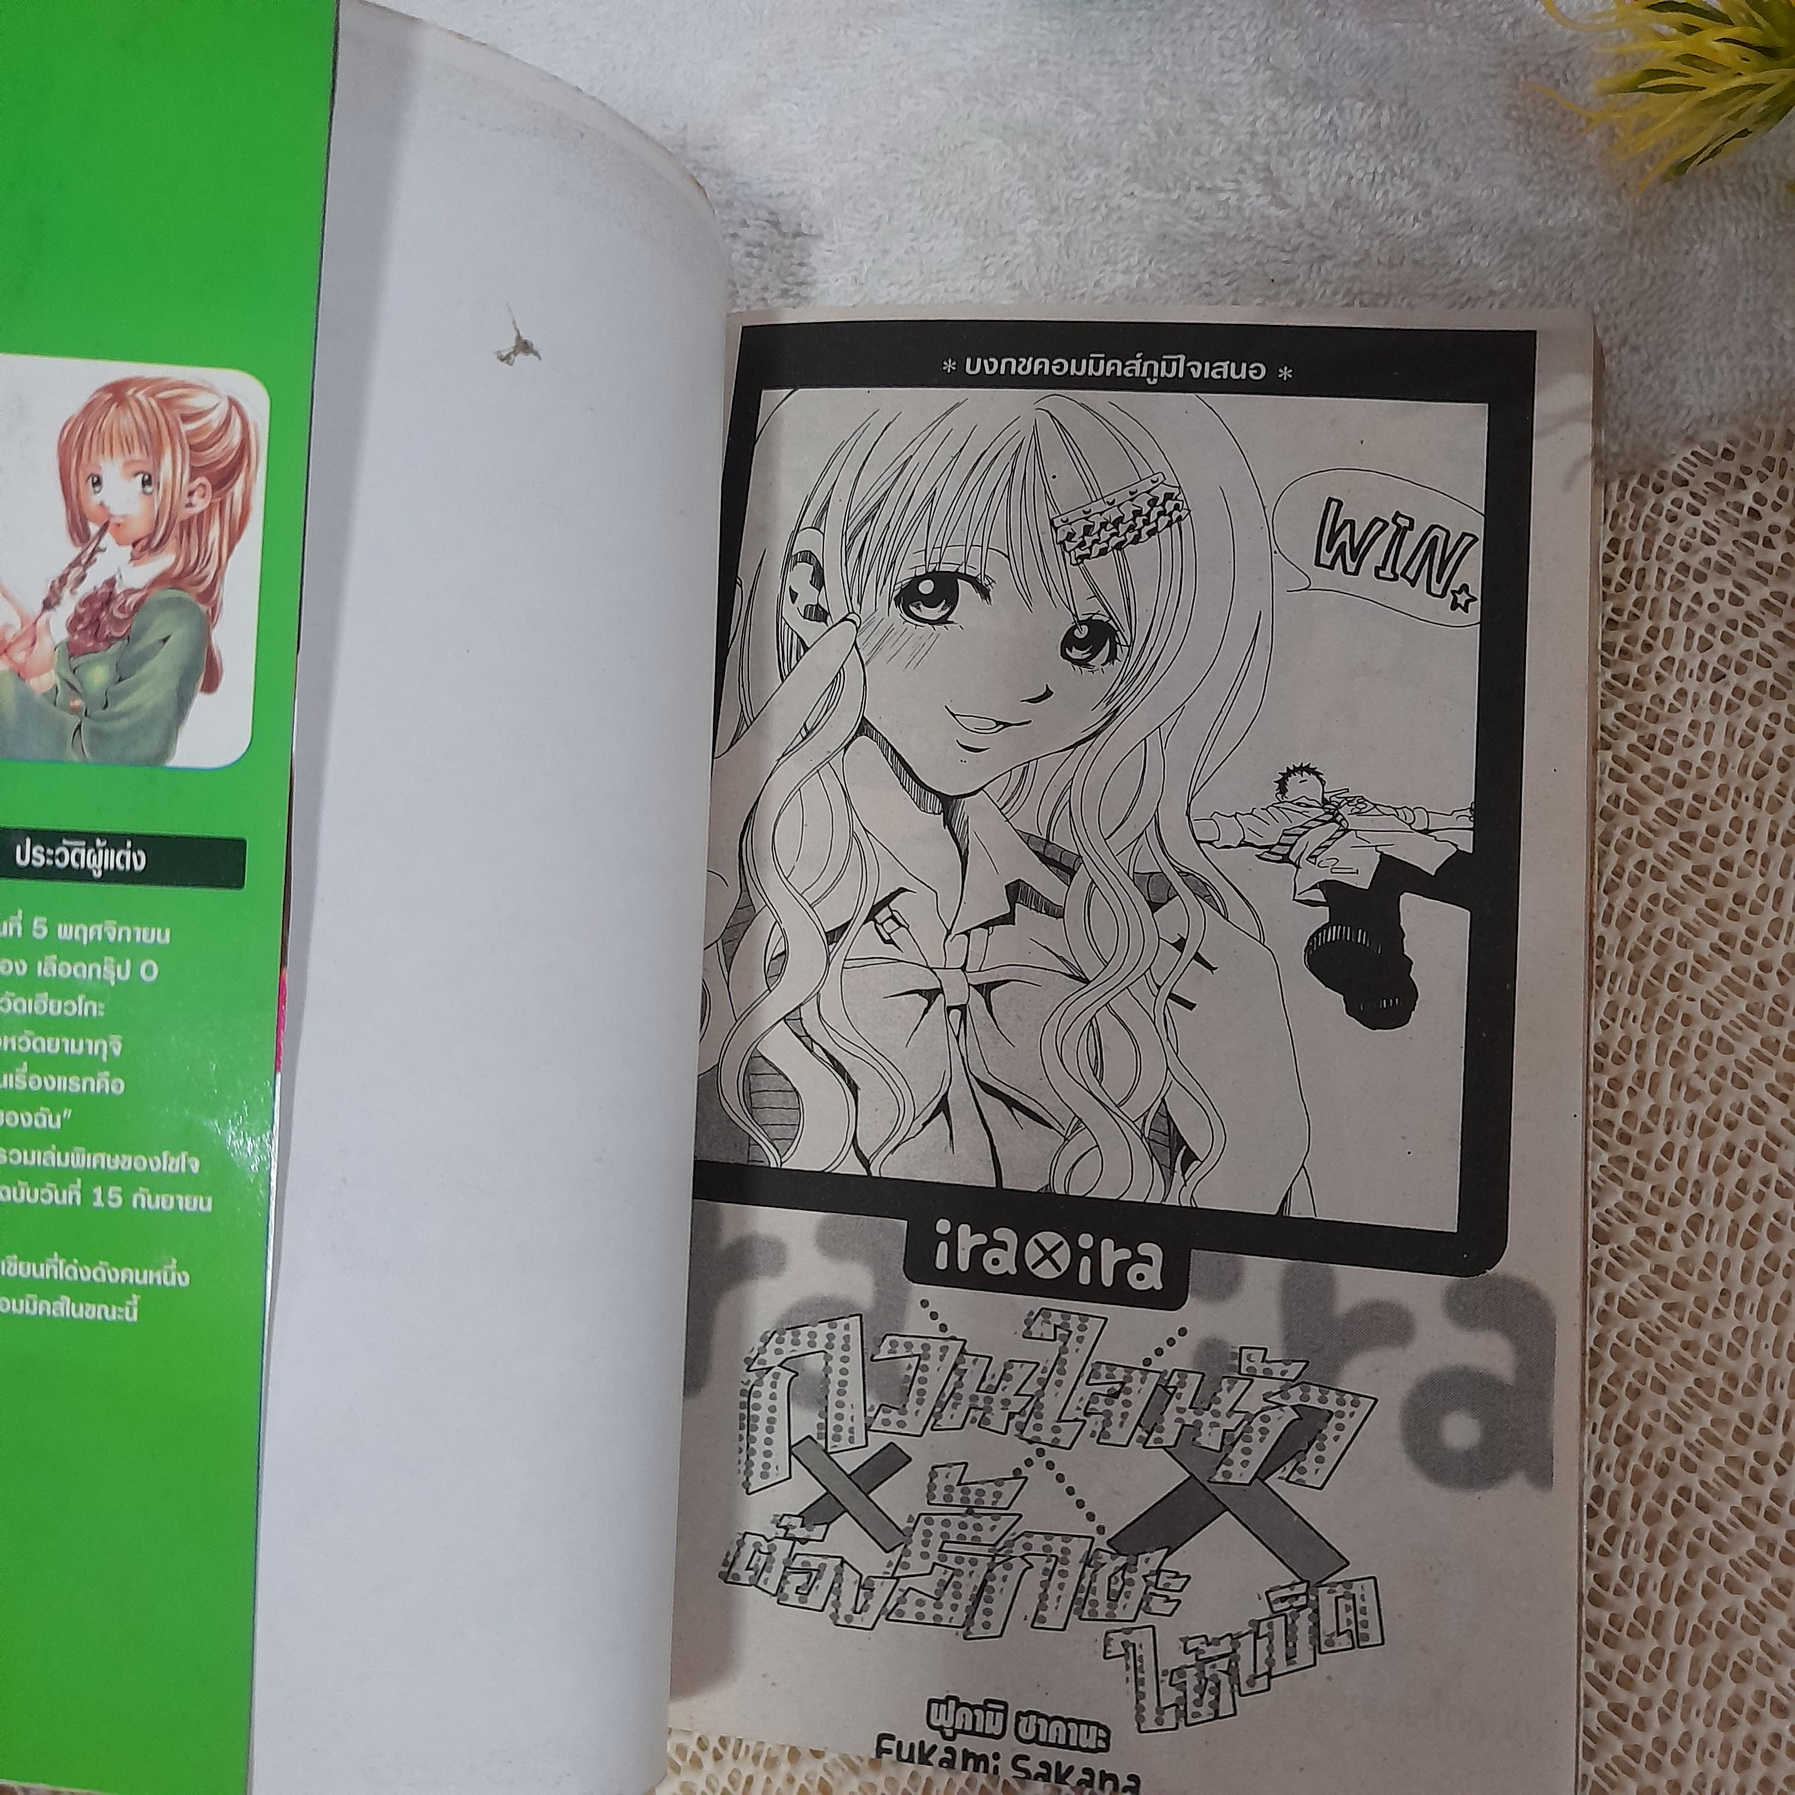 ประวัติผู้แต่ง
นที่ 5 พฤศจิกายน
อง เลือดกรุ๊ป O
วัดเฮียวโกะ
หวัดยามากุจิ
นเรื่องแรกคือ
ของฉัน"
รวมเล่มพิเศษของโชโจ
ฉบับวันที่ 15 กันยายน
เขียนที่โด่งดังคนหนึ่ง
อมมิคส์ในขณะนี้
* บงกชคอมมิคส์ภูมิใจเสนอ *
WIN.
ira×ira
กวนใจนัก
ต้องรักซะ
ให้เข็ด
ฟุคามิ ซาคานะ
Fukami Sakana